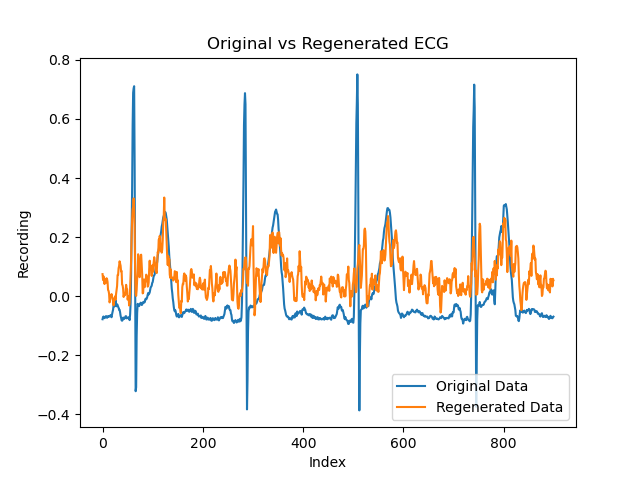 Original vs Regenerated ECG
0.8
0.6
0.4
0.2
0.0
−0.2
−0.4
Recording
0
200
400
600
800
Index
Original Data
Regenerated Data